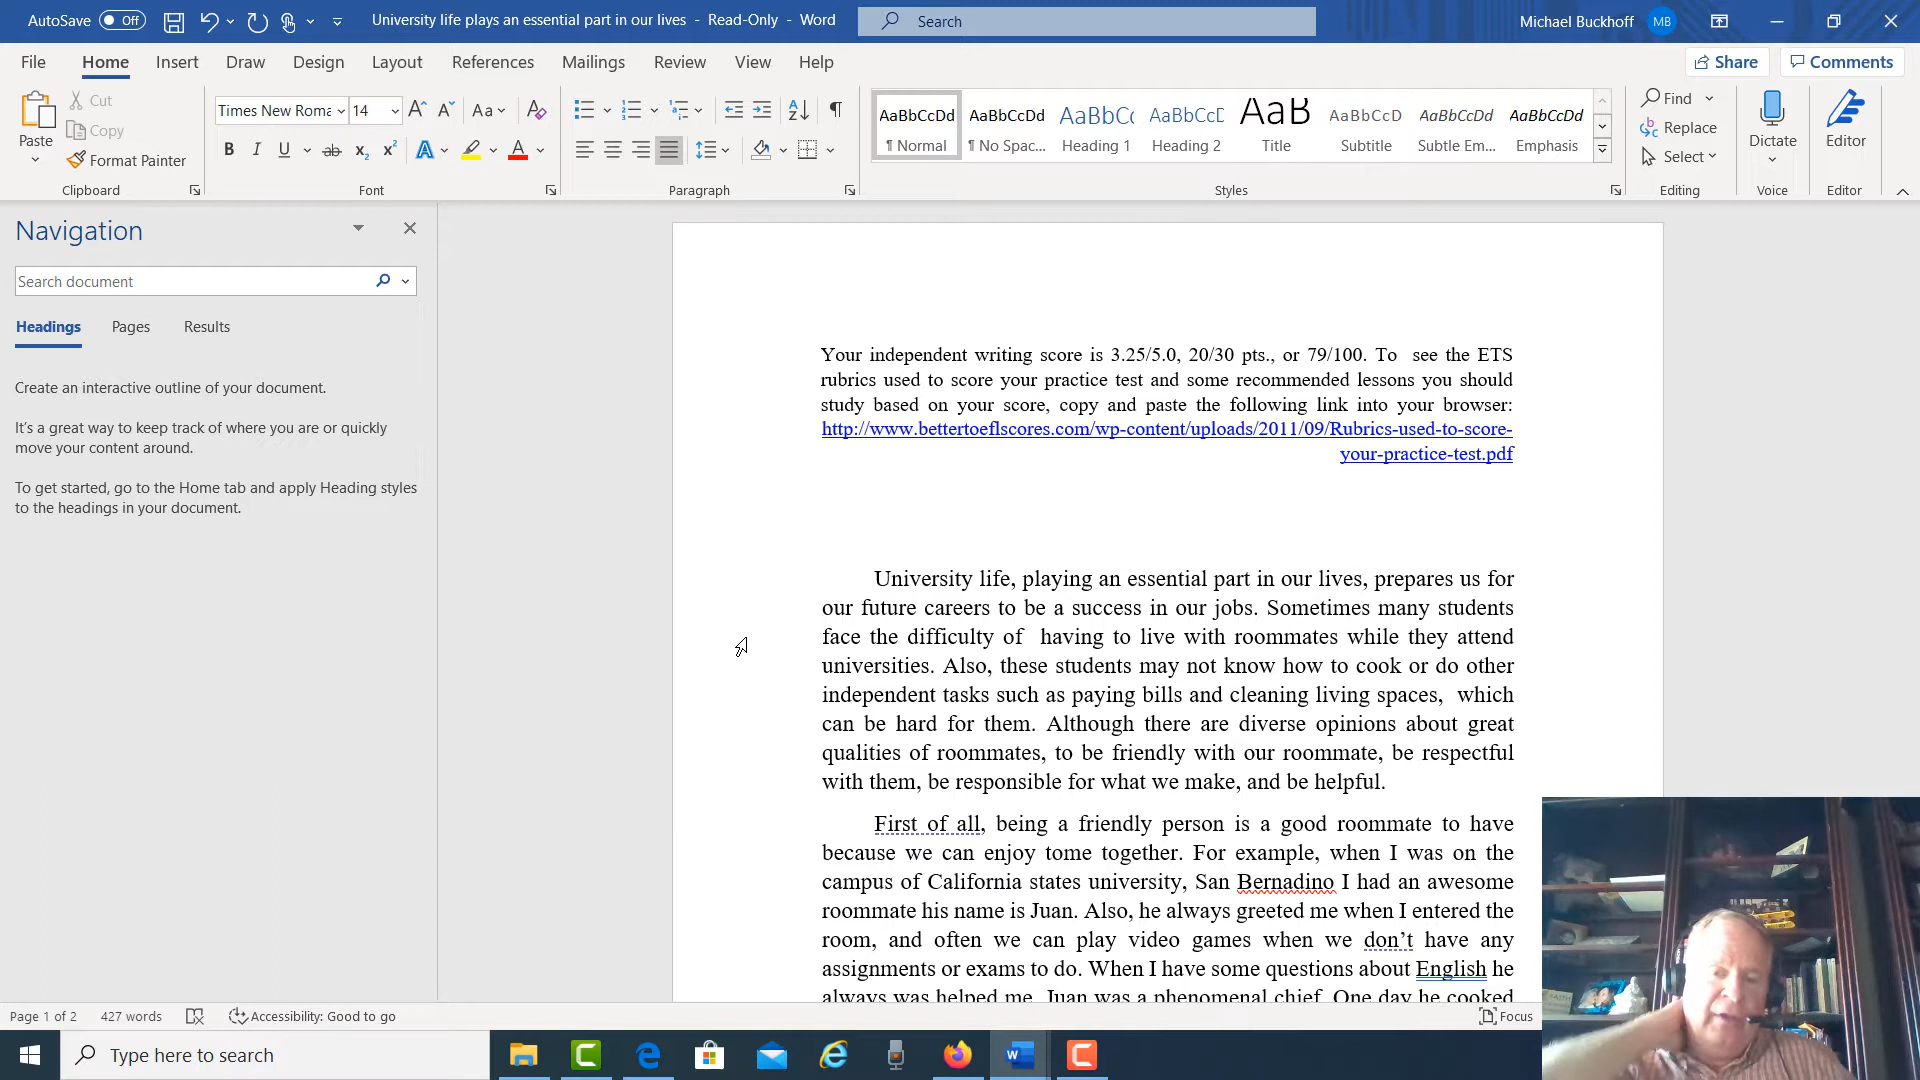 AutoSave Off University life plays an essential part in our lives - Read-Only - Word Search Michael Buckhoff MB
File Home Insert Draw Design Layout References Mailings Review View Help Share Comments
Paste Cut Copy Format Painter
Clipboard
Times New Roma 14 Aa
B I U ab x2 x2 A A
Font
Paragraph
AaBbCcDd AaBbCcDd AaBbCc AaBbCcD AaB AaBbCcD AaBbCcDd AaBbCcDd
¶ Normal ¶ No Spac... Heading 1 Heading 2 Title Subtitle Subtle Em... Emphasis
Styles
Find
Replace
Select
Editing
Dictate
Voice
Editor
Editor
Navigation
Search document
Headings Pages Results
Create an interactive outline of your document.
It's a great way to keep track of where you are or quickly
move your content around.
To get started, go to the Home tab and apply Heading styles
to the headings in your document.
Your independent writing score is 3.25/5.0, 20/30 pts., or 79/100. To see the ETS
rubrics used to score your practice test and some recommended lessons you should
study based on your score, copy and paste the following link into your browser:
http://www.bettertoeflscores.com/wp-content/uploads/2011/09/Rubrics-used-to-score-
your-practice-test.pdf
University life, playing an essential part in our lives, prepares us for
our future careers to be a success in our jobs. Sometimes many students
face the difficulty of having to live with roommates while they attend
universities. Also, these students may not know how to cook or do other
independent tasks such as paying bills and cleaning living spaces, which
can be hard for them. Although there are diverse opinions about great
qualities of roommates, to be friendly with our roommate, be respectful
with them, be responsible for what we make, and be helpful.
First of all, being a friendly person is a good roommate to have
because we can enjoy tome together. For example, when I was on the
campus of California states university, San Bernadino I had an awesome
roommate his name is Juan. Also, he always greeted me when I entered the
room, and often we can play video games when we don’t have any
assignments or exams to do. When I have some questions about English he
always was helped me. Juan was a phenomenal chief. One day he cooked
Page 1 of 2 427 words Accessibility: Good to go Focus
Type here to search